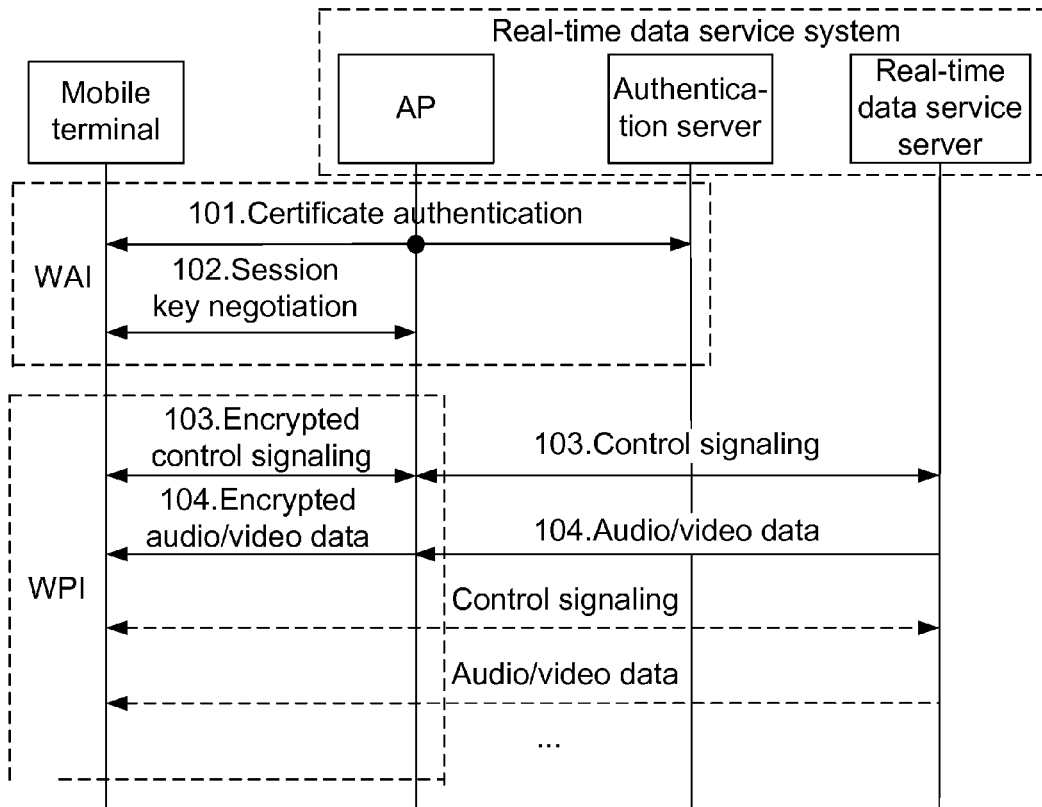 Real-time data service system
Mobile
terminal
AP
Authentica-
tion server
Real-time
data service
server
101.Certificate authentication
WAI
102.Session
key negotiation
103.Encrypted
control signaling
103.Control signaling
104.Encrypted
audio/video data
104.Audio/video data
WPI
Control signaling
Audio/video data
...